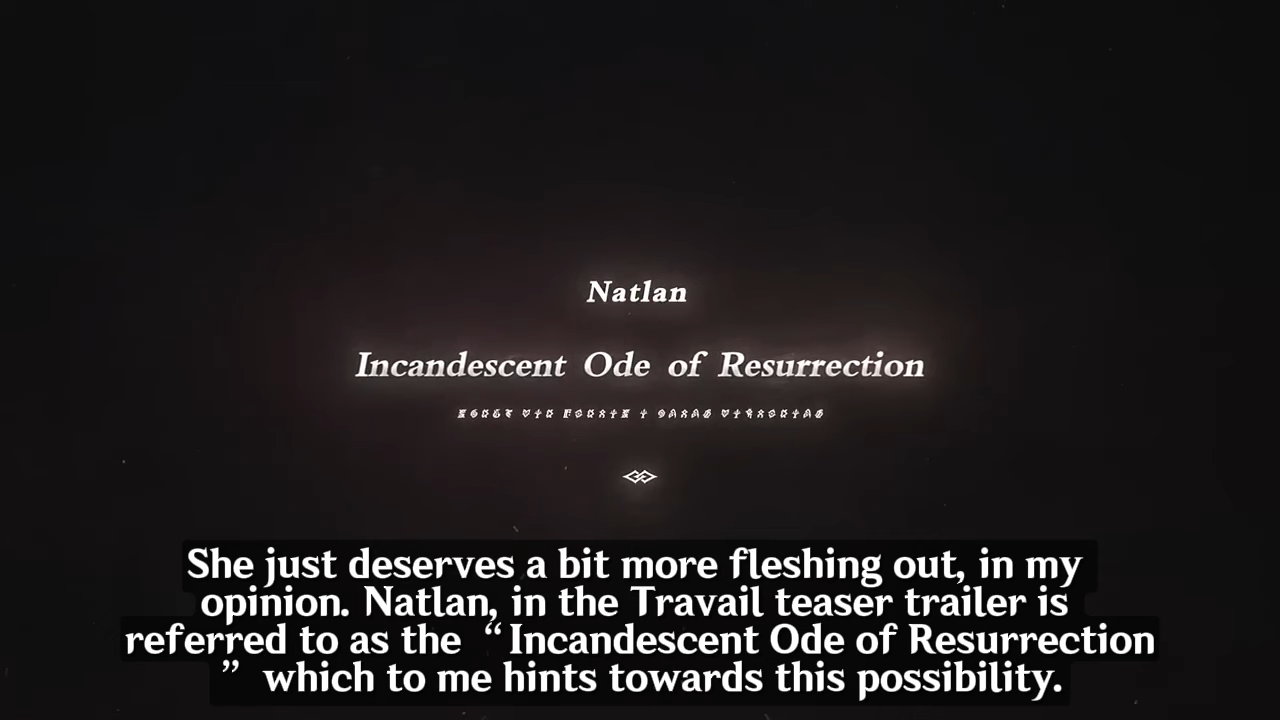 Natlan
Incandescent Ode of Resurrection
She just deserves a bit more fleshing out, in my
opinion. Natlan, in the Travail teaser trailer is
referred to as the “Incandescent Ode of Resurrection
” which to me hints towards this possibility.